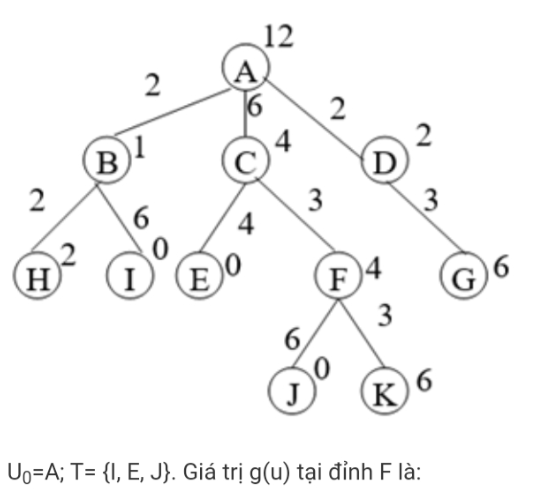 12
A
2
6
2
B 1
C 4
D 2
2
6
4
3
3
H 2
I 0
E 0
F 4
G 6
6
3
J 0
K 6
U₀=A; T= {I, E, J}. Giá trị g(u) tại đỉnh F là: